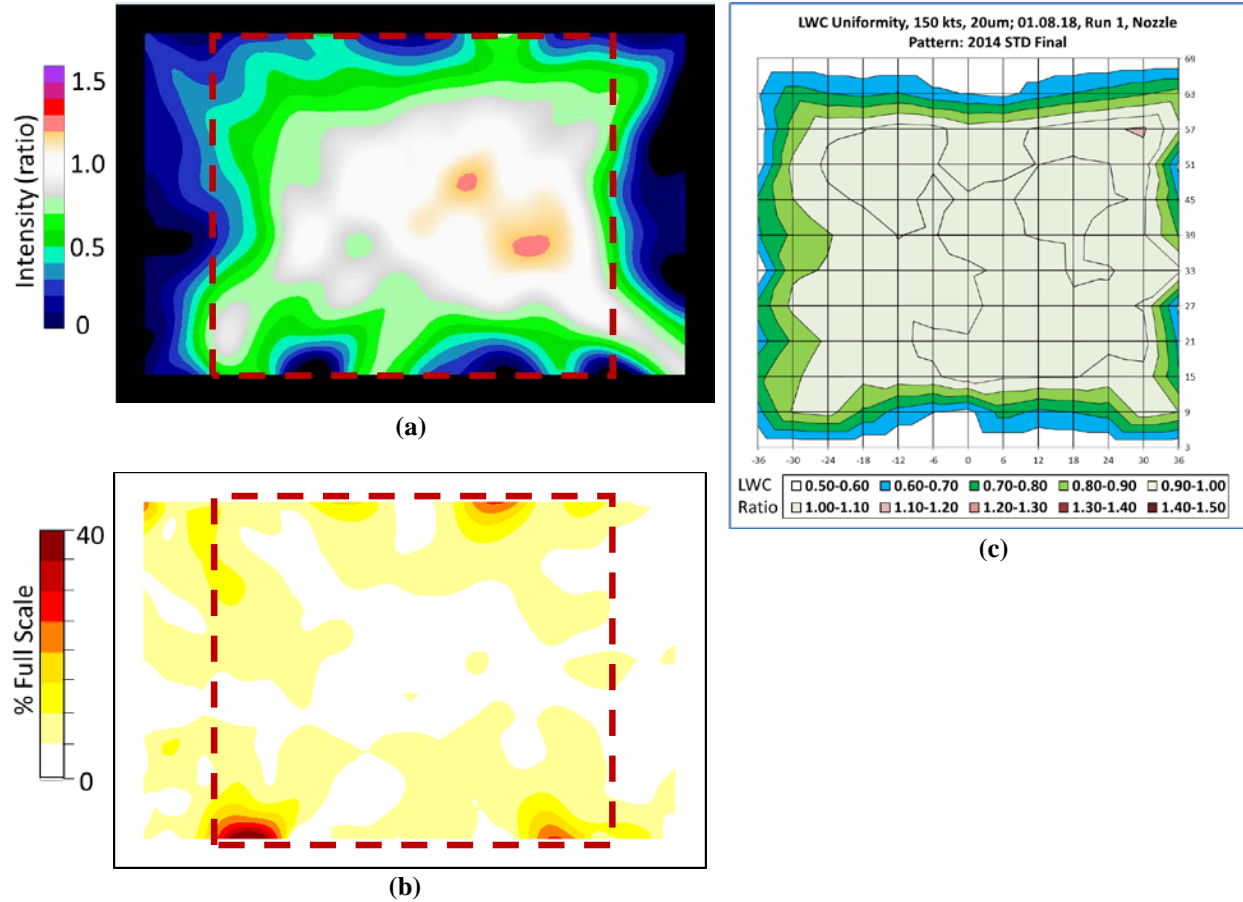 Intensity (ratio)
1.5
1.0
0.5
0
(a)
% Full Scale
40
0
(b)
LWC Uniformity, 150 kts, 20um; 01.08.18, Run 1, Nozzle
Pattern: 2014 STD Final
69
63
57
51
45
39
33
27
21
15
9
3
-36 -30 -24 -18 -12 -6 0 6 12 18 24 30 36
LWC 0.50-0.60 0.60-0.70 0.70-0.80 0.80-0.90 0.90-1.00
Ratio 1.00-1.10 1.10-1.20 1.20-1.30 1.30-1.40 1.40-1.50
(c)